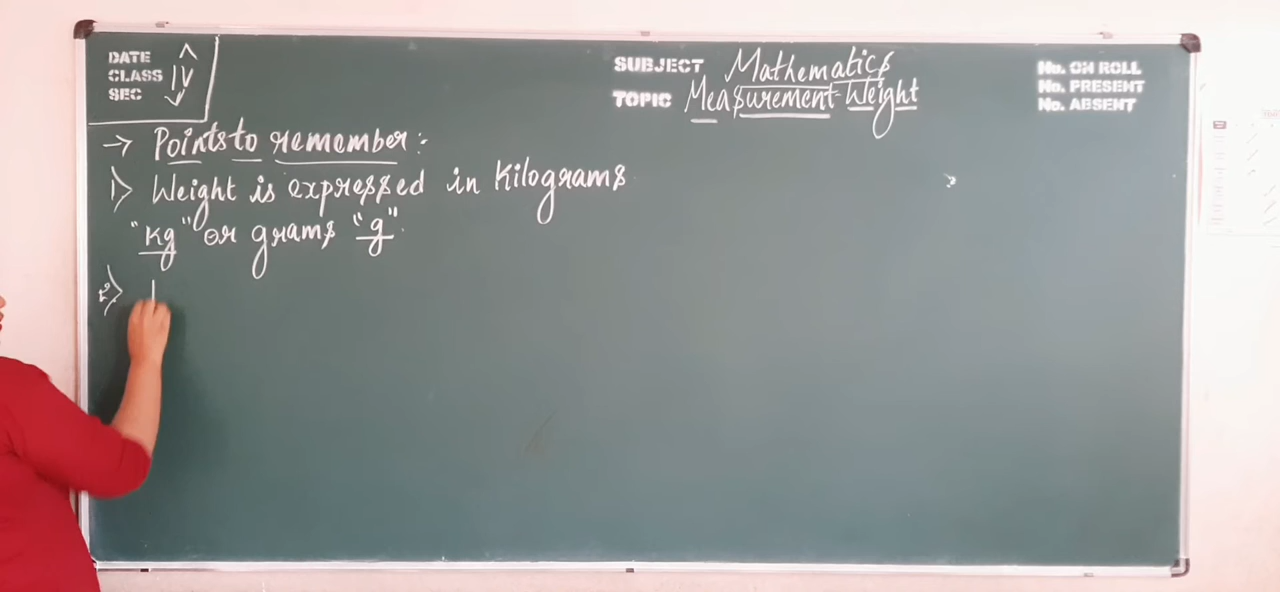 DATE
CLASS IV
SEC
SUBJECT Mathematics
TOPIC Measurement-Weight
No. ON ROLL
No. PRESENT
No. ABSENT
→ Points to remember:-
1) Weight is expressed in Kilograms
"Kg" or grams "g".
2)